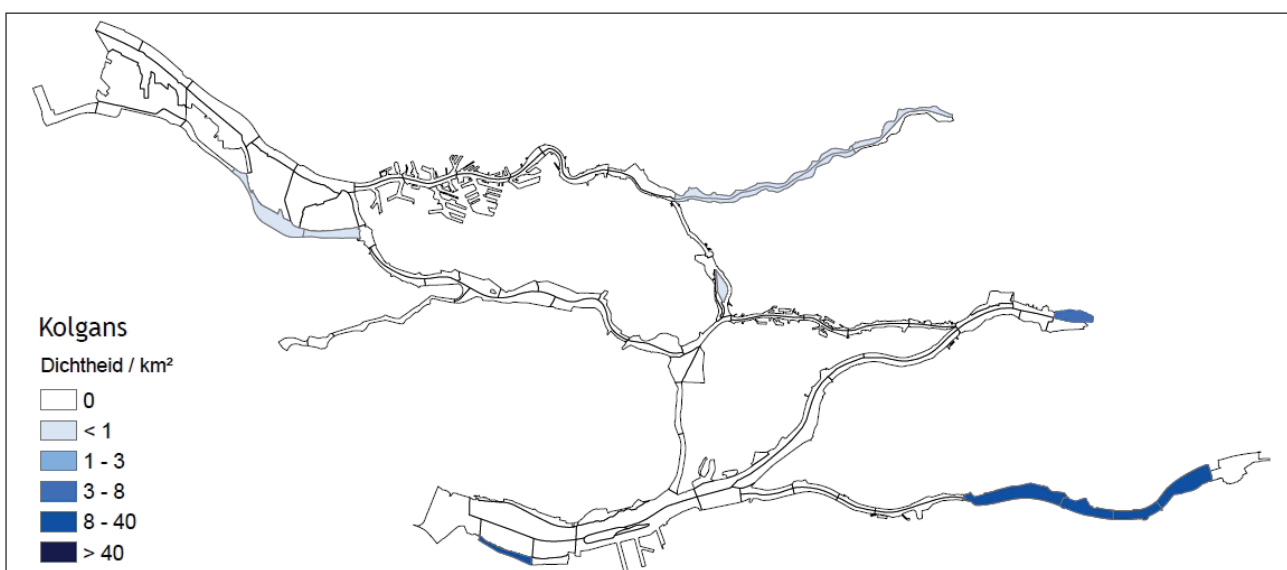 Kolgans
Dichtheid / km²
0
< 1
1 - 3
3 - 8
8 - 40
> 40